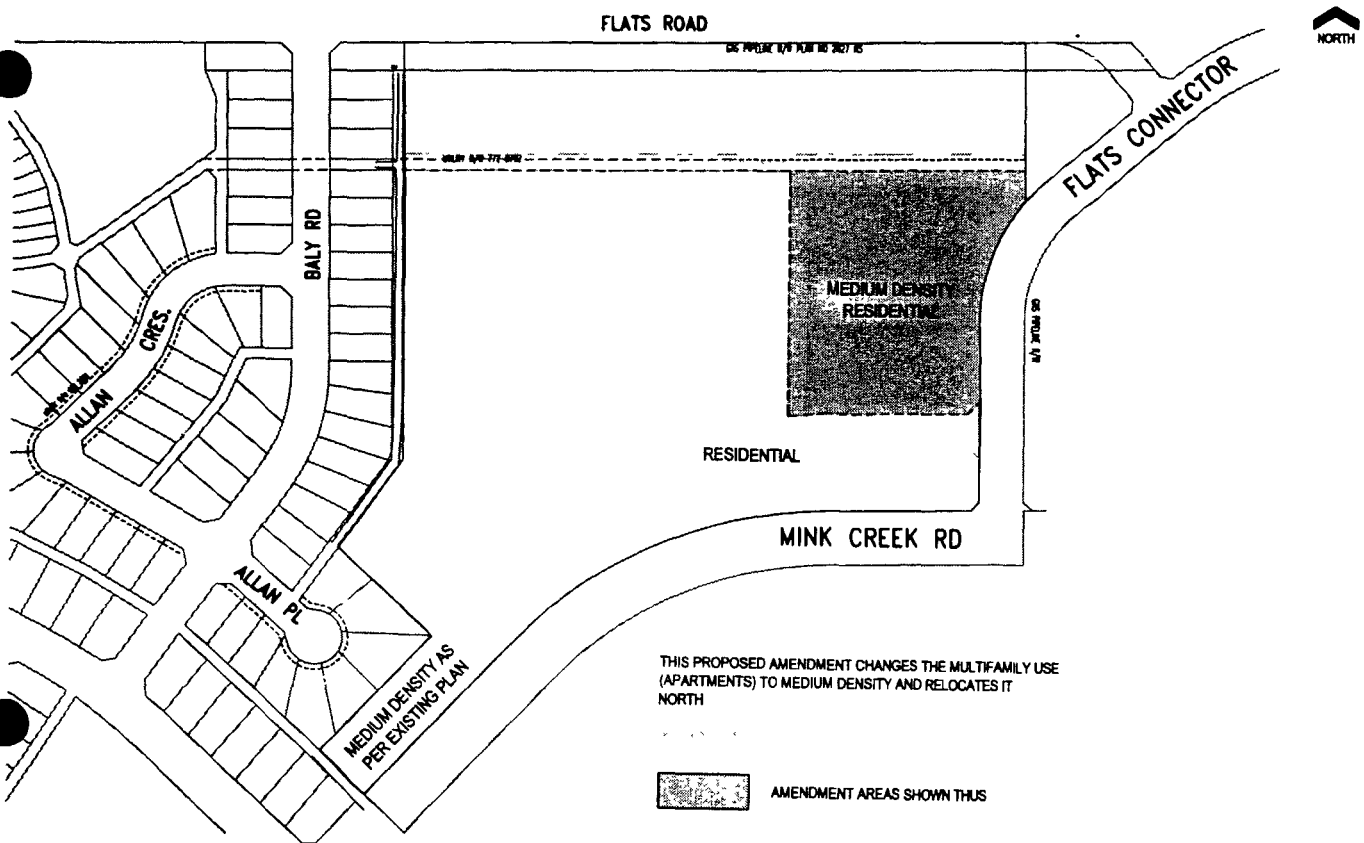 FLATS ROAD
NORTH
FLATS CONNECTOR
BALY RD
MEDIUM DENSITY
RESIDENTIAL
ALLAN CRES.
RESIDENTIAL
MINK CREEK RD
ALLAN PL
MEDIUM DENSITY AS
PER EXISTING PLAN
THIS PROPOSED AMENDMENT CHANGES THE MULTIFAMILY USE
(APARTMENTS) TO MEDIUM DENSITY AND RELOCATES IT
NORTH
AMENDMENT AREAS SHOWN THUS